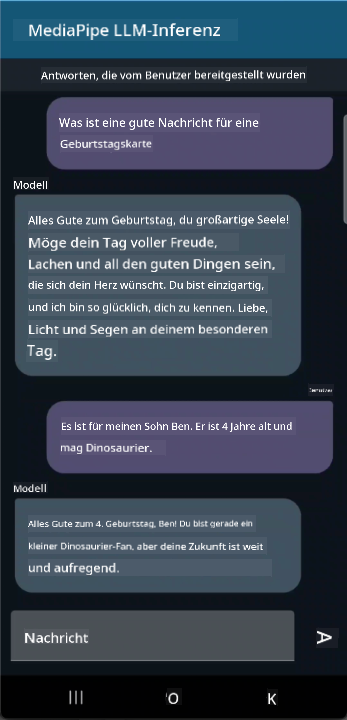 MediaPipe LLM-Inferenz
Antworten, die vom Benutzer bereitgestellt wurden
Was ist eine gute Nachricht für eine
Geburtstagskarte
Modell
Alles Gute zum Geburtstag, du großartige Seele!
Möge dein Tag voller Freude,
Lachen und all den guten Dingen sein,
die sich dein Herz wünscht. Du bist einzigartig,
und ich bin so glücklich, dich zu kennen. Liebe,
Licht und Segen an deinem besonderen
Tag.
Benutzer
Es ist für meinen Sohn Ben. Er ist 4 Jahre alt und
mag Dinosaurier.
Modell
Alles Gute zum 4. Geburtstag, Ben! Du bist gerade ein
kleiner Dinosaurier-Fan, aber deine Zukunft ist weit
und aufregend.
Nachricht
A
'O
K